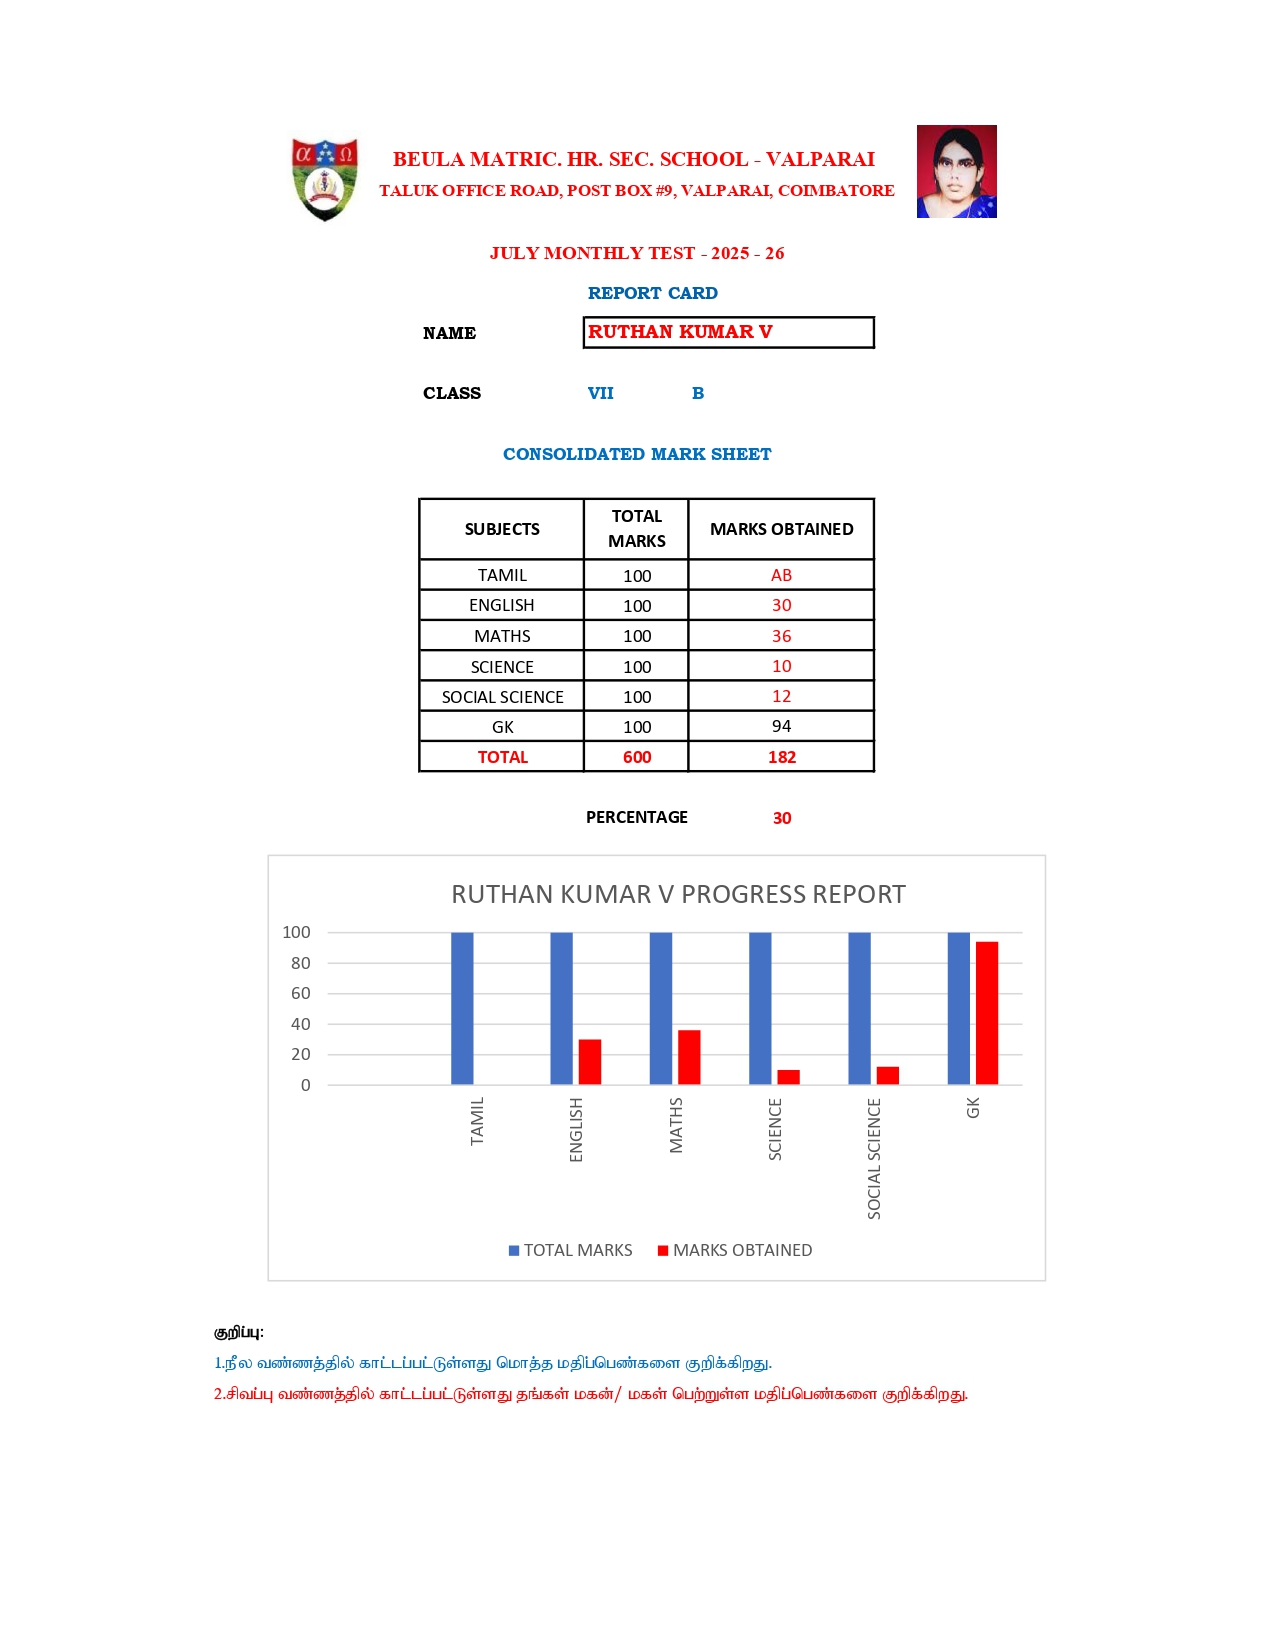 α Ω
BEULA MATRIC. HR. SEC. SCHOOL - VALPARAI
TALUK OFFICE ROAD, POST BOX #9, VALPARAI, COIMBATORE
JULY MONTHLY TEST - 2025 - 26
REPORT CARD
NAME RUTHAN KUMAR V
CLASS VII B
CONSOLIDATED MARK SHEET
SUBJECTS TOTAL MARKS MARKS OBTAINED
TAMIL 100 AB
ENGLISH 100 30
MATHS 100 36
SCIENCE 100 10
SOCIAL SCIENCE 100 12
GK 100 94
TOTAL 600 182
PERCENTAGE 30
RUTHAN KUMAR V PROGRESS REPORT
100
80
60
40
20
0
TAMIL ENGLISH MATHS SCIENCE SOCIAL SCIENCE GK
TOTAL MARKS MARKS OBTAINED
குறிப்பு:
1.நீல வண்ணத்தில் காட்டப்பட்டுள்ளது மொத்த மதிப்பெண்களை குறிக்கிறது.
2.சிவப்பு வண்ணத்தில் காட்டப்பட்டுள்ளது தங்கள் மகன்/ மகள் பெற்றுள்ள மதிப்பெண்களை குறிக்கிறது.